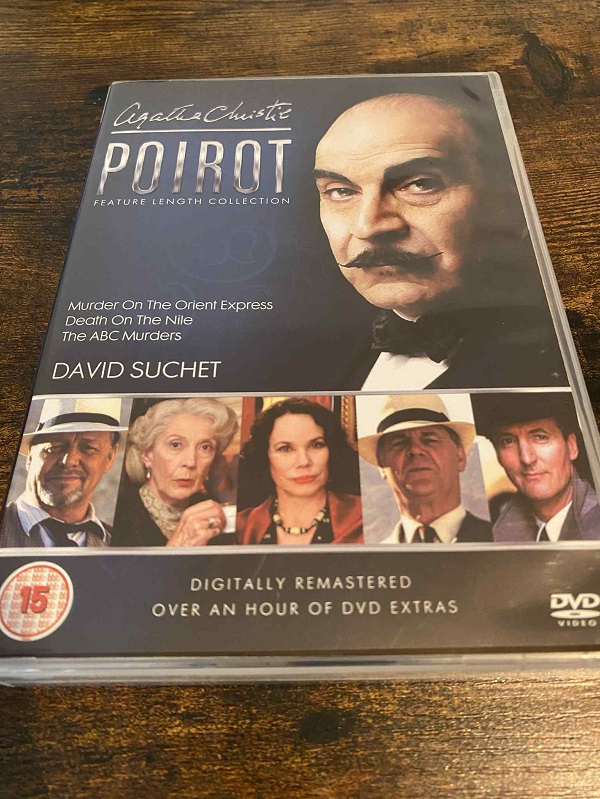 Agatha Christie
POIROT
FEATURE LENGTH COLLECTION
Murder On The Orient Express
Death On The Nile
The ABC Murders
DAVID SUCHET
15
DIGITALLY REMASTERED
OVER AN HOUR OF DVD EXTRAS
DVD
VIDEO